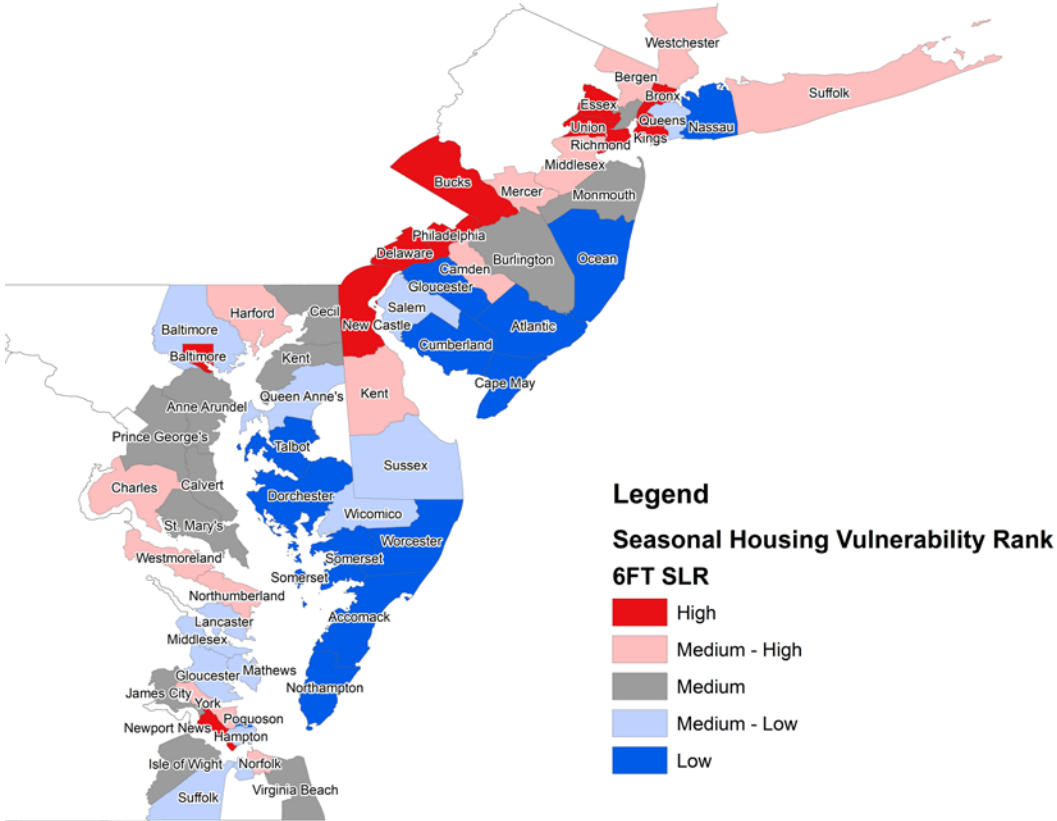 Westchester
Bergen
Suffolk
Essex
Bronx
Union
Queens
Nassau
Richmond
Kings
Middlesex
Bucks
Mercer
Monmouth
Philadelphia
Delaware
Burlington
Ocean
Camden
Gloucester
Salem
Harford
Cecil
New Castle
Atlantic
Baltimore
Cumberland
Baltimore
Kent
Cape May
Queen Anne's
Kent
Anne Arundel
Prince George's
Talbot
Sussex
Charles
Calvert
Dorchester
Wicomico
St. Mary's
Worcester
Westmoreland
Somerset
Somerset
Northumberland
Accomack
Lancaster
Middlesex
Mathews
Gloucester
Northampton
James City
York
Poquoson
Newport News
Hampton
Isle of Wight
Norfolk
Virginia Beach
Suffolk
Legend
Seasonal Housing Vulnerability Rank
6FT SLR
High
Medium - High
Medium
Medium - Low
Low